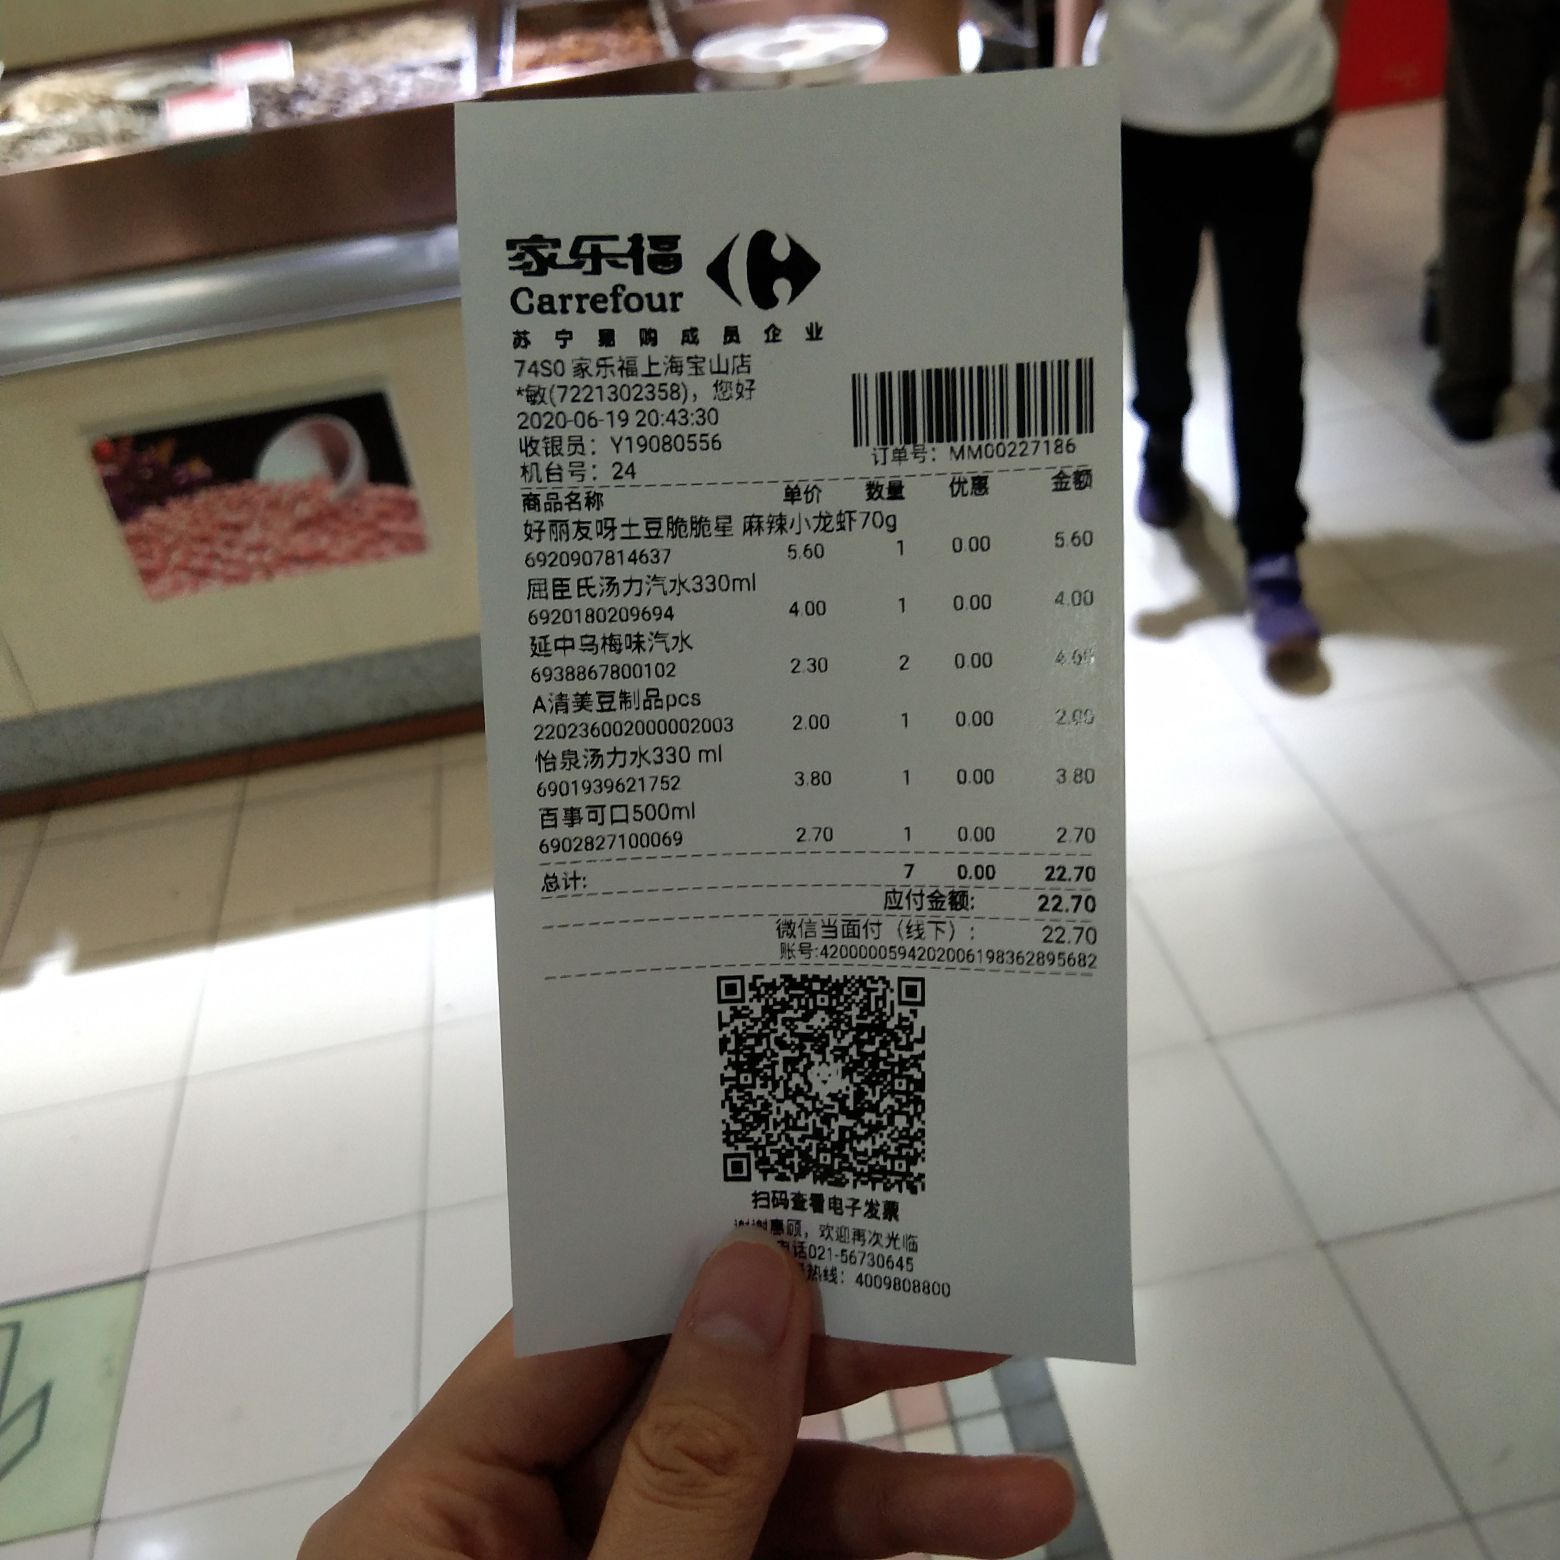 家乐福
Carrefour
苏宁易购成员企业
74S0 家乐福上海宝山店
*敏(7221302358)，您好
2020-06-19 20:43:30
收银员：Y19080556
订单号：MM00227186
机台号：24
商品名称 单价 数量 优惠 金额
好丽友呀土豆脆脆星 麻辣小龙虾70g
6920907814637 5.60 1 0.00 5.60
屈臣氏汤力汽水330ml
6920180209694 4.00 1 0.00 4.00
延中乌梅味汽水
6938867800102 2.30 2 0.00 4.60
A清美豆制品pcs
220236002000002003 2.00 1 0.00 2.00
怡泉汤力水330 ml
6901939621752 3.80 1 0.00 3.80
百事可口500ml
6902827100069 2.70 1 0.00 2.70
总计: 7 0.00 22.70
应付金额: 22.70
微信当面付（线下）: 22.70
账号:4200000594202006198362895682
扫码查看电子发票
谢谢惠顾，欢迎再次光临
电话021-56730645
热线：4009808800